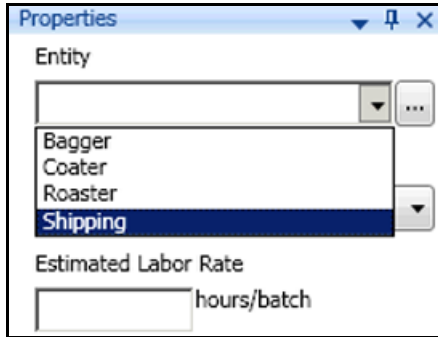 Properties
Entity
...
Bagger
Coater
Roaster
Shipping
Estimated Labor Rate
hours/batch